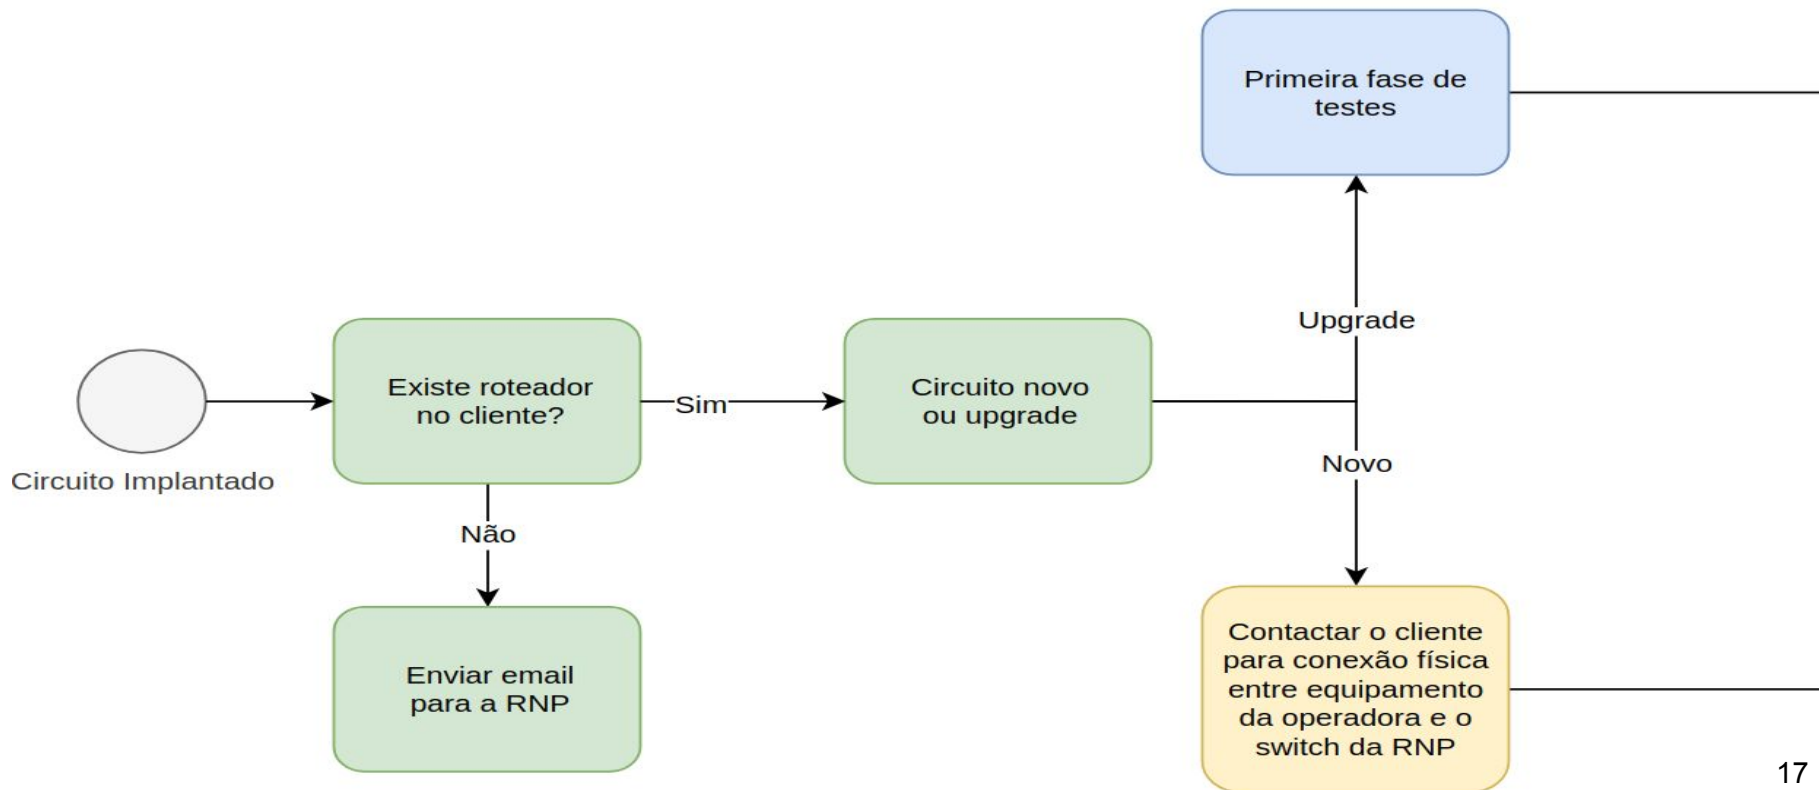 Primeira fase de
testes
Upgrade
Existe roteador
no cliente?
Sim
Circuito novo
ou upgrade
Novo
Circuito Implantado
Não
Enviar email
para a RNP
Contactar o cliente
para conexão física
entre equipamento
da operadora e o
switch da RNP
17